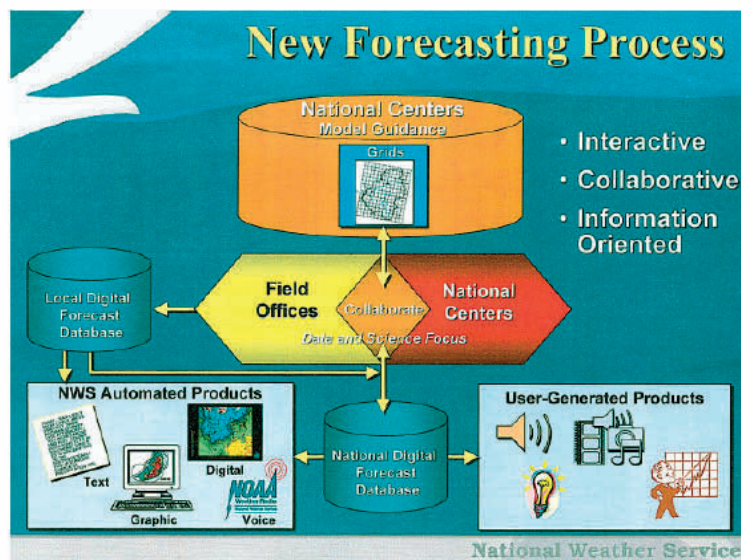 New Forecasting Process
National Centers
Model Guidance
Grids
• Interactive
• Collaborative
• Information
Oriented
Field
Offices
Collaborate
National
Centers
Data and Science Focus
Local Digital
Forecast
Database
NWS Automated Products
Text
Graphic
Digital
NOAA
Voice
National Digital
Forecast
Database
User-Generated Products
National Weather Service